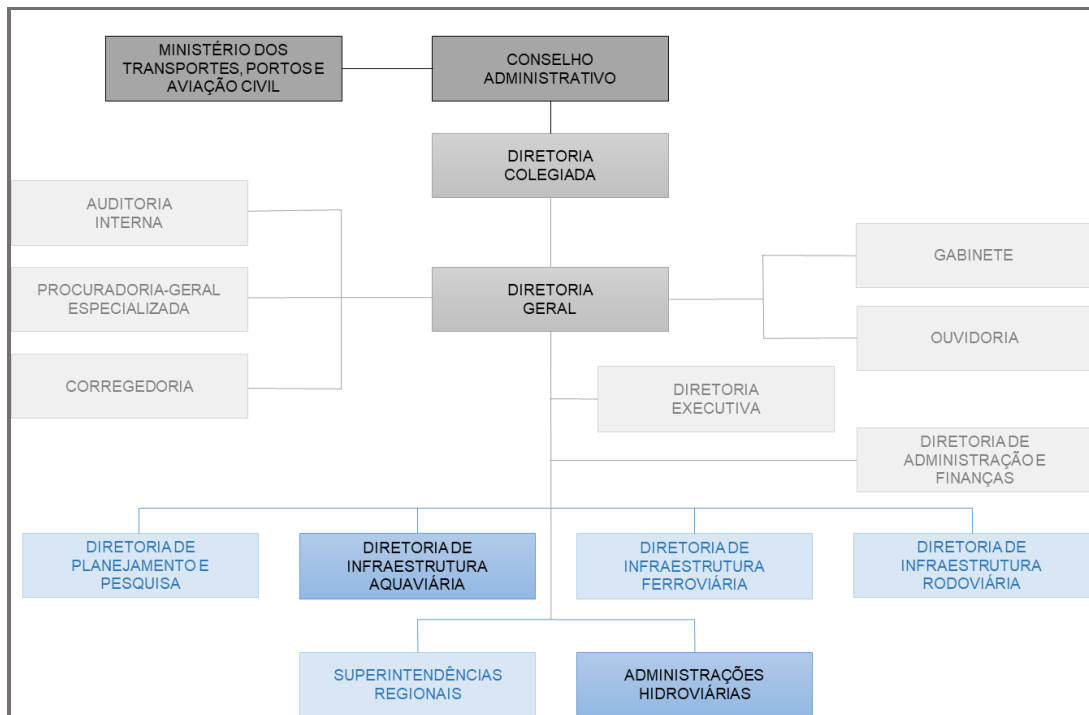 MINISTÉRIO DOS
TRANSPORTES, PORTOS E
AVIAÇÃO CIVIL
CONSELHO
ADMINISTRATIVO
DIRETORIA
COLEGIADA
AUDITORIA
INTERNA
PROCURADORIA-GERAL
ESPECIALIZADA
CORREGEDORIA
DIRETORIA
GERAL
GABINETE
OUVIDORIA
DIRETORIA
EXECUTIVA
DIRETORIA DE
ADMINISTRAÇÃO E
FINANÇAS
DIRETORIA DE
PLANEJAMENTO E
PESQUISA
DIRETORIA DE
INFRAESTRUTURA
AQUAVIÁRIA
DIRETORIA DE
INFRAESTRUTURA
FERROVIÁRIA
DIRETORIA DE
INFRAESTRUTURA
RODOVIÁRIA
SUPERINTENDÊNCIAS
REGIONAIS
ADMINISTRAÇÕES
HIDROVIÁRIAS